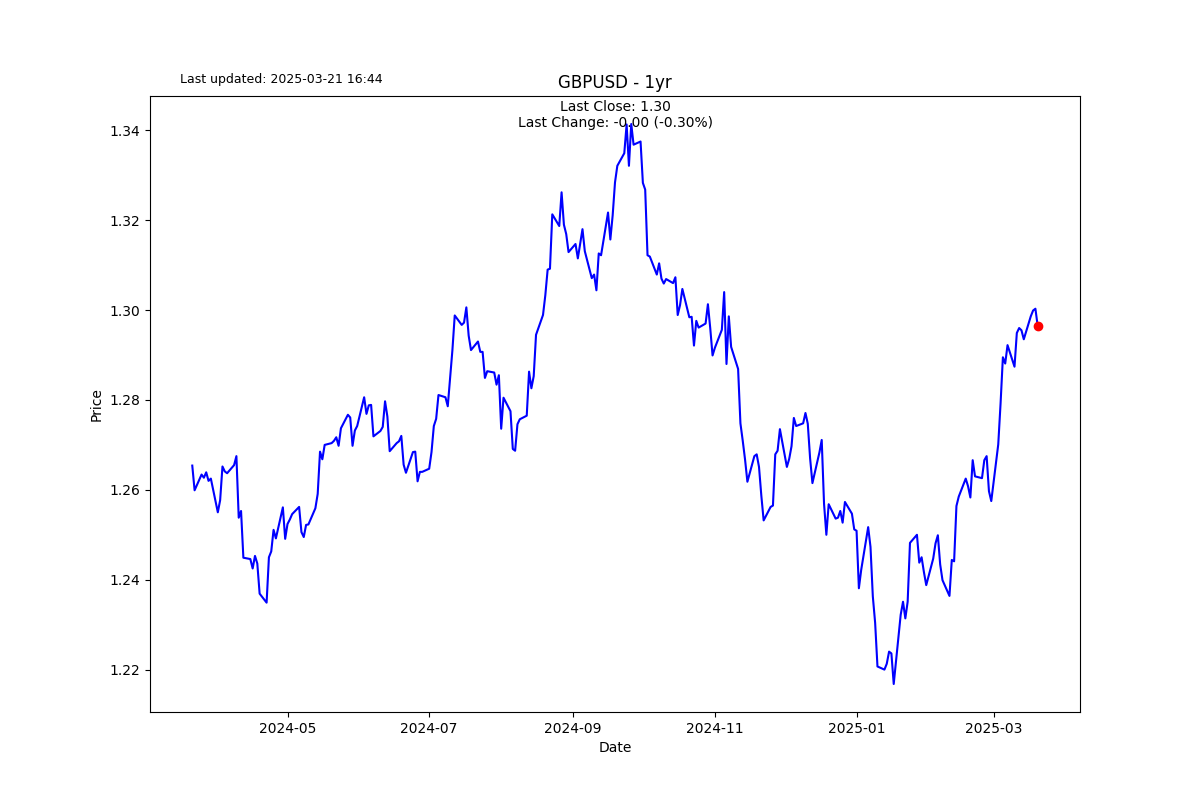 Last updated: 2025-03-21 16:44
GBPUSD - 1yr
Last Close: 1.30
Last Change: -0.00 (-0.30%)
1.34
1.32
1.30
1.28
1.26
1.24
1.22
Price
2024-05
2024-07
2024-09
2024-11
2025-01
2025-03
Date